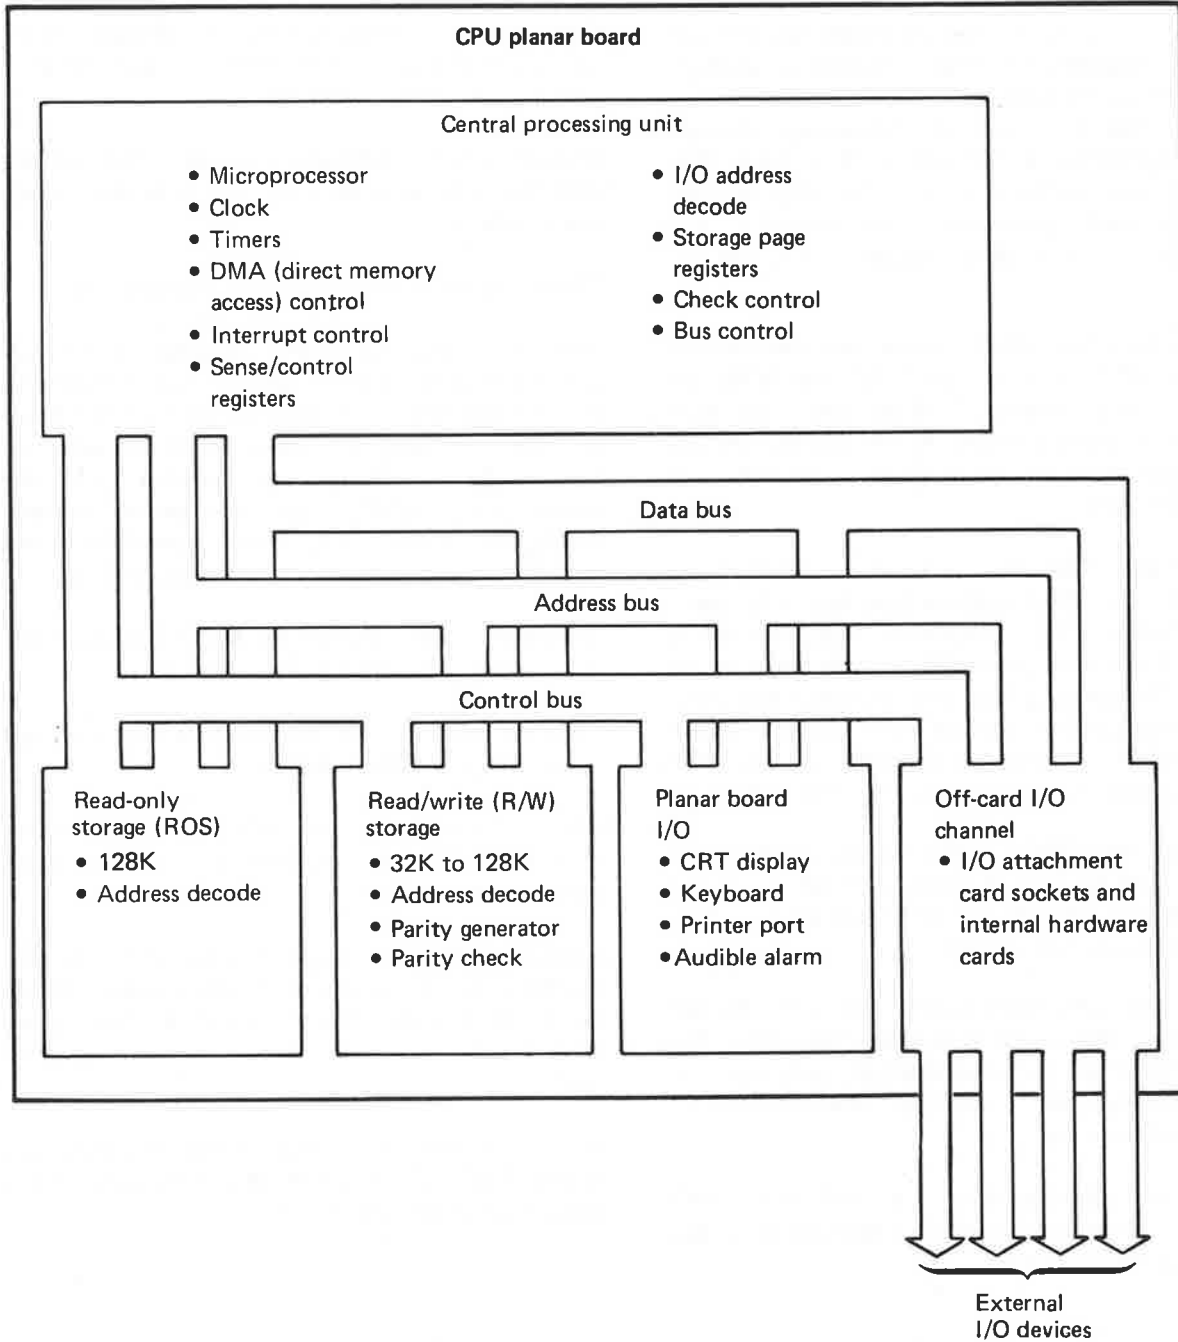 CPU planar board
Central processing unit
• Microprocessor
• Clock
• Timers
• DMA (direct memory
access) control
• Interrupt control
• Sense/control
registers
• I/O address
decode
• Storage page
registers
• Check control
• Bus control
Data bus
Address bus
Control bus
Read-only
storage (ROS)
• 128K
• Address decode
Read/write (R/W)
storage
• 32K to 128K
• Address decode
• Parity generator
• Parity check
Planar board
I/O
• CRT display
• Keyboard
• Printer port
• Audible alarm
Off-card I/O
channel
• I/O attachment
card sockets and
internal hardware
cards
External
I/O devices